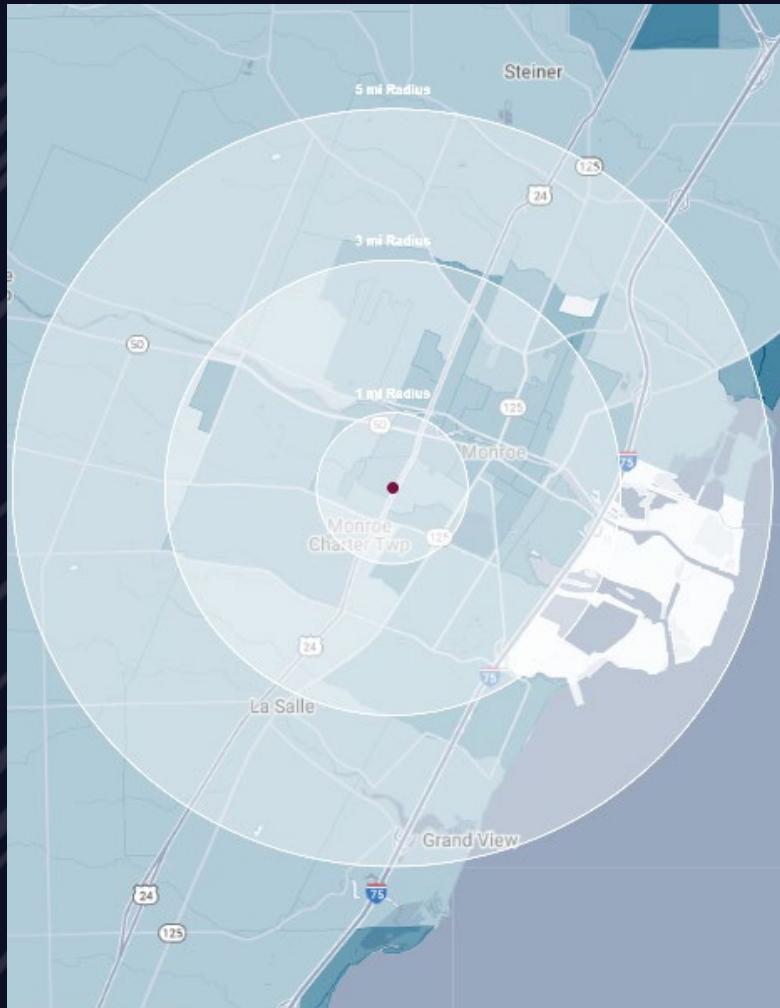 Steiner
5 mi Radius
125
24
3 mi Radius
50
1 mi Radius
125
50
Monroe
75
Monroe
Charter Twp
125
24
75
La Salle
Grand View
24
75
125